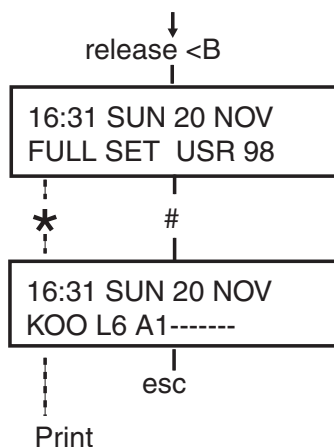 release <B
16:31 SUN 20 NOV
FULL SET USR 98
* #
16:31 SUN 20 NOV
KOO L6 A1-------
esc
Print